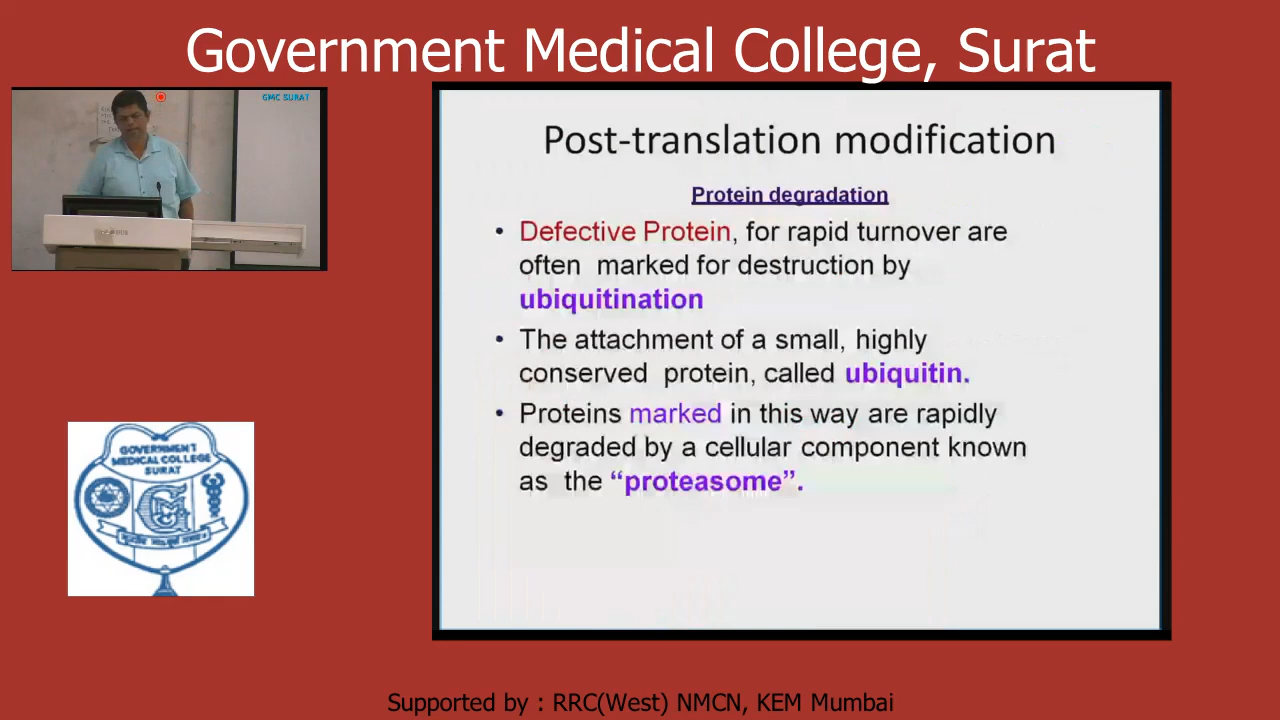 Government Medical College, Surat
GMC SURAT
Post-translation modification
Protein degradation
• Defective Protein, for rapid turnover are
often marked for destruction by
ubiquitination
• The attachment of a small, highly
conserved protein, called ubiquitin.
• Proteins marked in this way are rapidly
degraded by a cellular component known
as the “proteasome”.
GOVERNMENT
MEDICAL COLLEGE
SURAT
Supported by : RRC(West) NMCN, KEM Mumbai